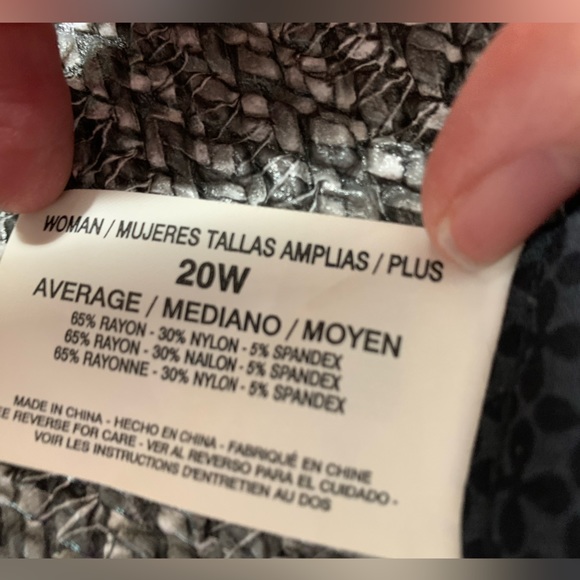 WOMAN / MUJERES TALLAS AMPLIAS / PLUS
20W
AVERAGE / MEDIANO / MOYEN
65% RAYON - 30% NYLON - 5% SPANDEX
65% RAYON - 30% NAILON - 5% SPANDEX
65% RAYONNE - 30% NYLON - 5% SPANDEX
MADE IN CHINA - HECHO EN CHINA - FABRIQUÉ EN CHINE
REVERSE FOR CARE - VER AL REVERSO PARA EL CUIDADO -
VOIR LES INSTRUCTIONS D'ENTRETIEN AU DOS